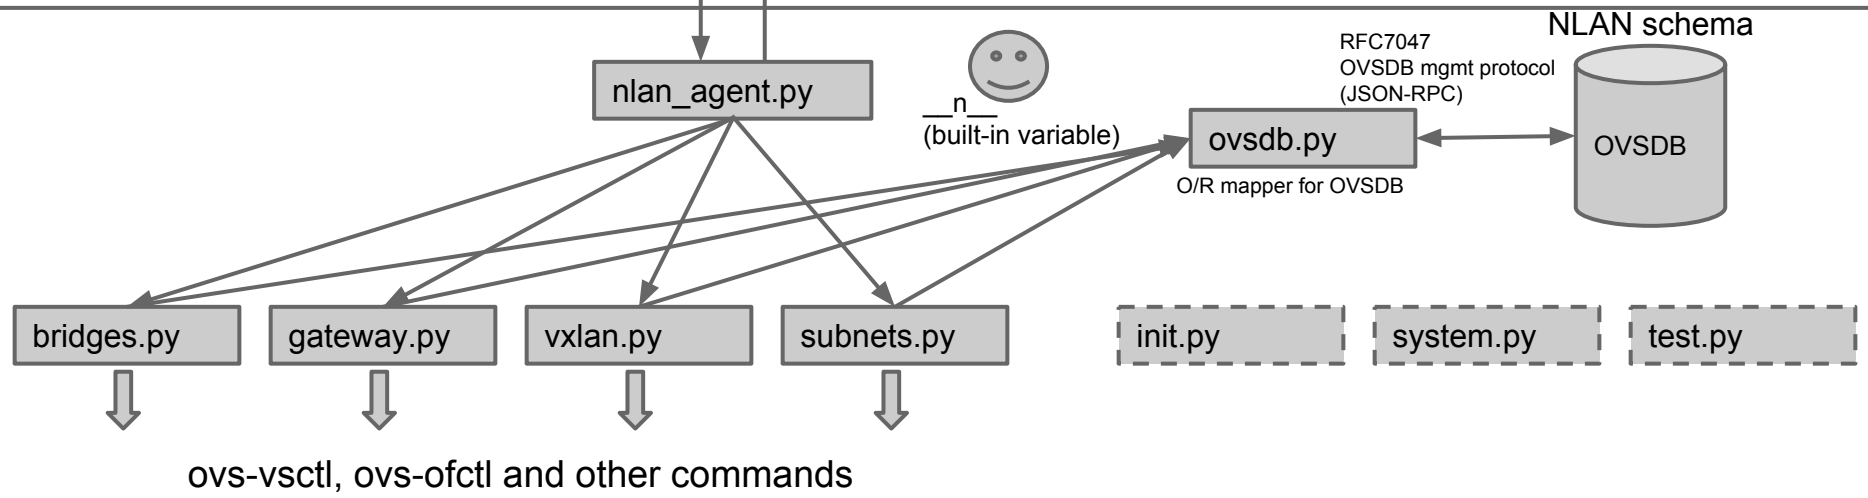 NLAN schema
RFC7047
OVSDB mgmt protocol
(JSON-RPC)
nlan_agent.py
__n__
(built-in variable)
ovsdb.py
OVSDB
O/R mapper for OVSDB
bridges.py
gateway.py
vxlan.py
subnets.py
init.py
system.py
test.py
ovs-vsctl, ovs-ofctl and other commands